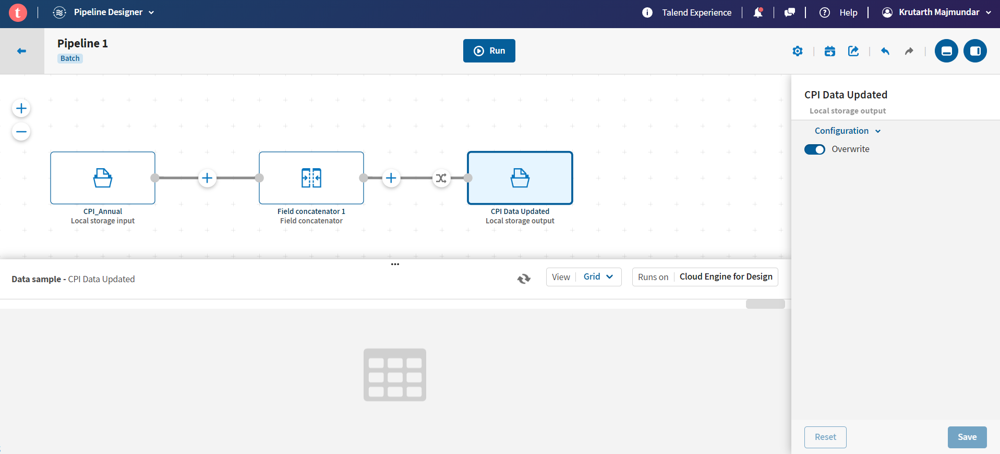 t
Pipeline Designer
Talend Experience
Help
Krutarth Majmundar
Pipeline 1
Batch
Run
CPI_Annual
Local storage input
Field concatenator 1
Field concatenator
CPI Data Updated
Local storage output
CPI Data Updated
Local storage output
Configuration
Overwrite
Data sample - CPI Data Updated
View Grid
Runs on Cloud Engine for Design
Reset
Save